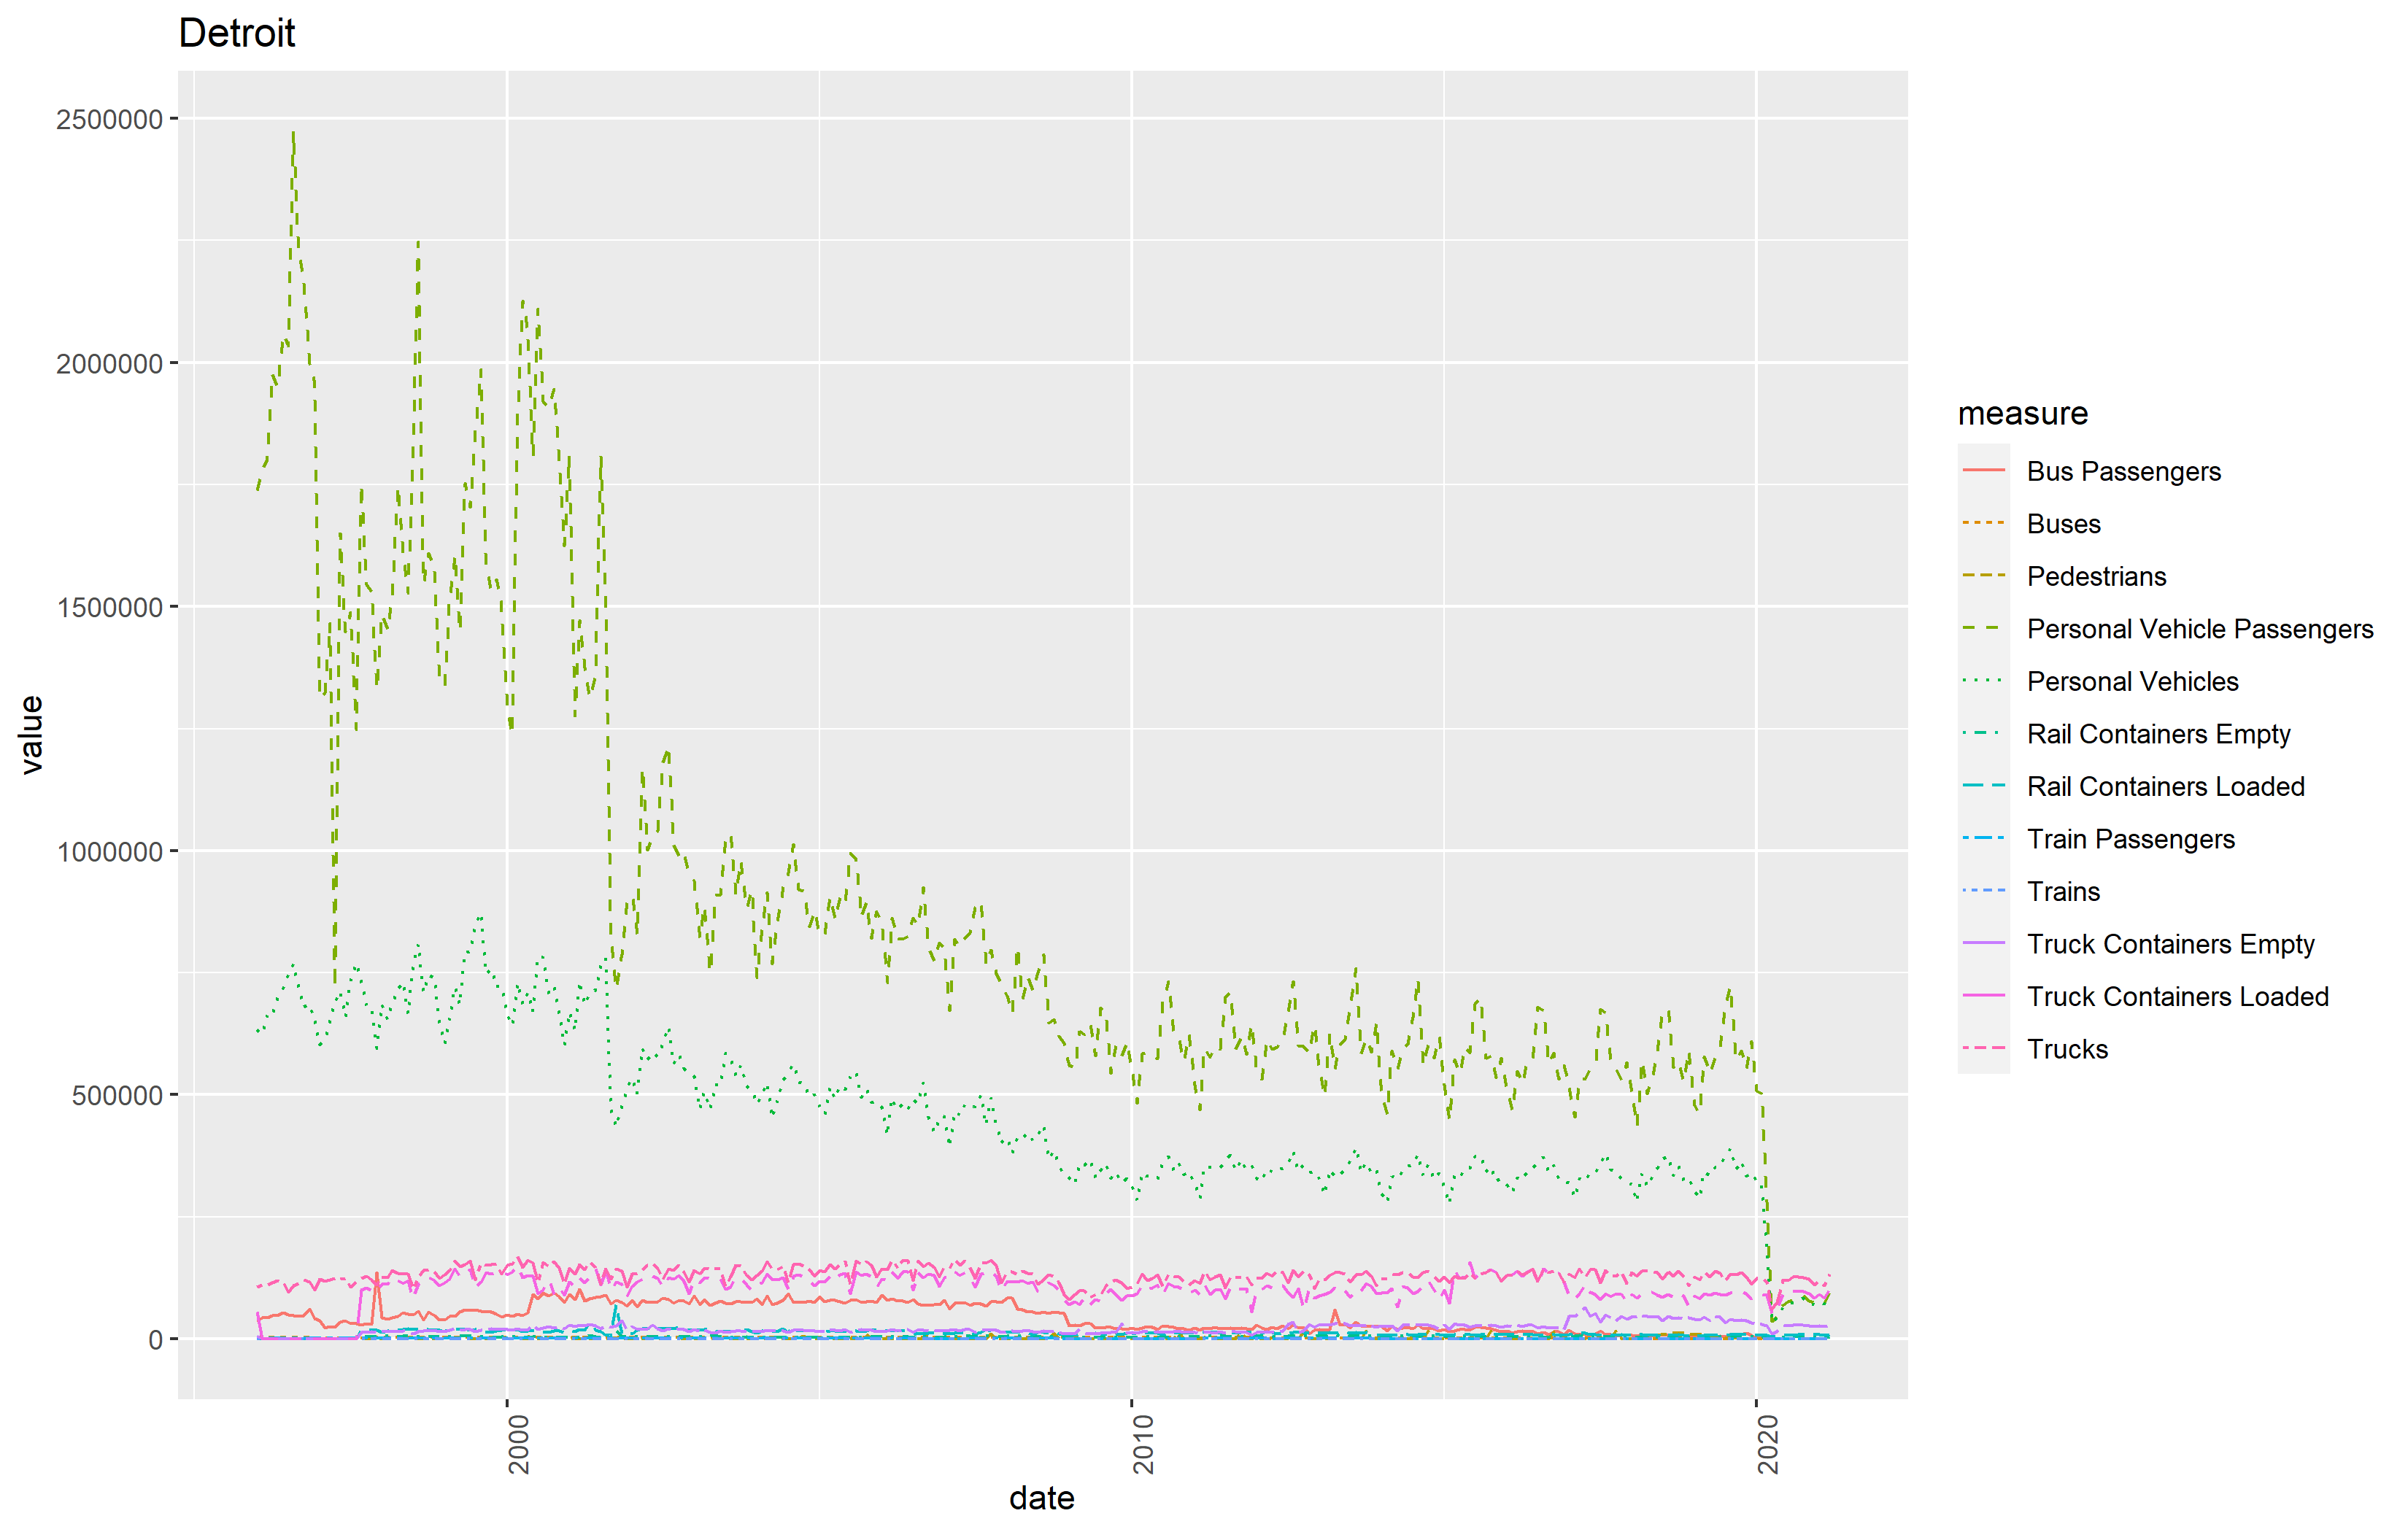 Detroit
2500000
2000000
1500000
1000000
500000
0
value
2000
2010
2020
date
measure
Bus Passengers
Buses
Pedestrians
Personal Vehicle Passengers
Personal Vehicles
Rail Containers Empty
Rail Containers Loaded
Train Passengers
Trains
Truck Containers Empty
Truck Containers Loaded
Trucks